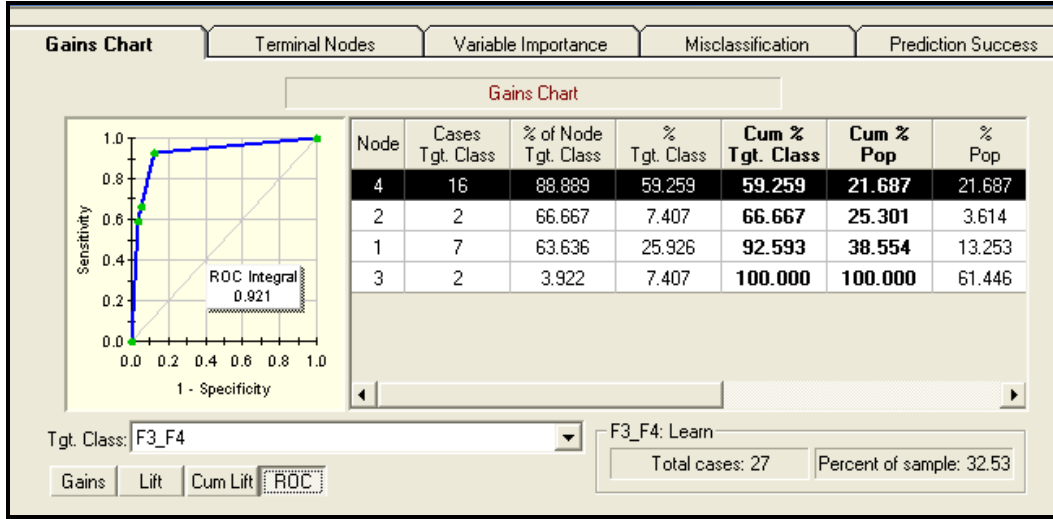 Gains Chart Terminal Nodes Variable Importance Misclassification Prediction Success
Gains Chart
1.0
0.8
0.6
0.4
0.2
0.0
Sensitivity
0.0 0.2 0.4 0.6 0.8 1.0
1 - Specificity
ROC Integral
0.921
Node Cases Tgt. Class % of Node Tgt. Class % Tgt. Class Cum % Tgt. Class Cum % Pop % Pop
4 16 88.889 59.259 59.259 21.687 21.687
2 2 66.667 7.407 66.667 25.301 3.614
1 7 63.636 25.926 92.593 38.554 13.253
3 2 3.922 7.407 100.000 100.000 61.446
Tgt. Class: F3_F4
F3_F4: Learn
Total cases: 27 Percent of sample: 32.53
Gains Lift Cum Lift ROC